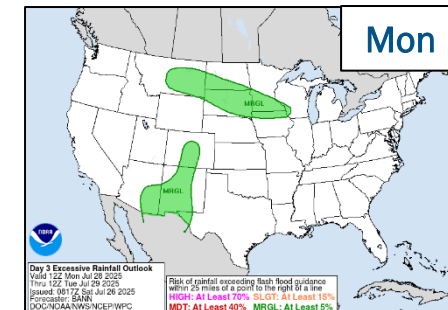 Mon
MRGL
MRGL
NOAA
Day 3 Excessive Rainfall Outlook
Valid 12Z Mon Jul 28 2025
Thru 12Z Tue Jul 29 2025
Issued: 0817Z Sat Jul 26 2025
Forecaster: BANN
DOC/NOAA/NWS/NCEP/WPC
Risk of rainfall exceeding flash flood guidance
within 25 miles of a point to the right of a line
HIGH: At Least 70% SLGT: At Least 15%
MDT: At Least 40% MRGL: At Least 5%